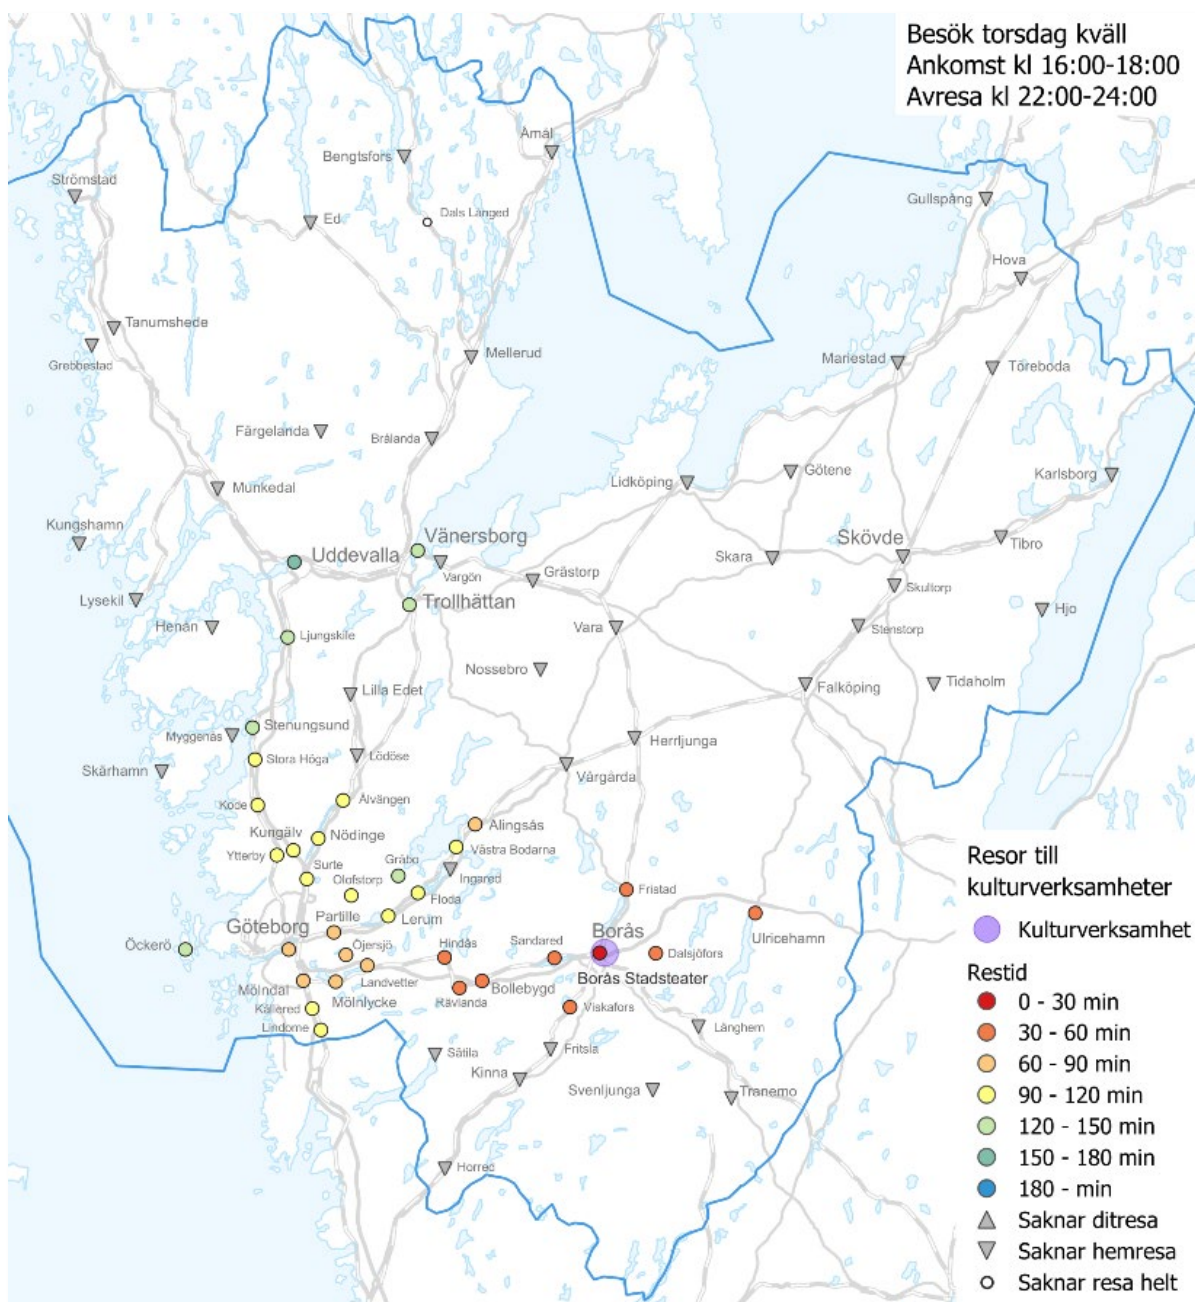 Besök torsdag kväll
Ankomst kl 16:00-18:00
Avresa kl 22:00-24:00
Åmål
Bengtsfors
Strömstad
Gullspång
Ed
Dals Långed
Hova
Tanumshede
Grebbestad
Mellerud
Mariestad
Töreboda
Färgelanda
Brålanda
Götene
Karlsborg
Lidköping
Munkedal
Kungshamn
Vänersborg
Skövde
Tibro
Uddevalla
Skara
Vargön
Grästorp
Skultorp
Lysekil
Trollhättan
Hjo
Henån
Vara
Stenstorp
Ljungskile
Nossebro
Lilla Edet
Falköping
Tidaholm
Stenungsund
Myggenäs
Herrljunga
Stora Höga
Lödöse
Skärhamn
Vårgårda
Kode
Älvängen
Alingsås
Kungälv
Nödinge
Västra Bodarna
Ytterby
Surte
Gråbo
Ingared
Olofstorp
Fristad
Floda
Partille
Lerum
Göteborg
Borås
Ulricehamn
Öckerö
Öjersjö
Hindås
Sandared
Dalsjöfors
Borås Stadsteater
Landvetter
Mölndal
Mölnlycke
Rävlanda
Bollebygd
Kållered
Viskafors
Lindome
Länghem
Sätila
Fritsla
Kinna
Svenljunga
Tranemo
Horred
Resor till
kulturverksamheter
Kulturverksamhet
Restid
0 - 30 min
30 - 60 min
60 - 90 min
90 - 120 min
120 - 150 min
150 - 180 min
180 - min
Saknar ditresa
Saknar hemresa
Saknar resa helt